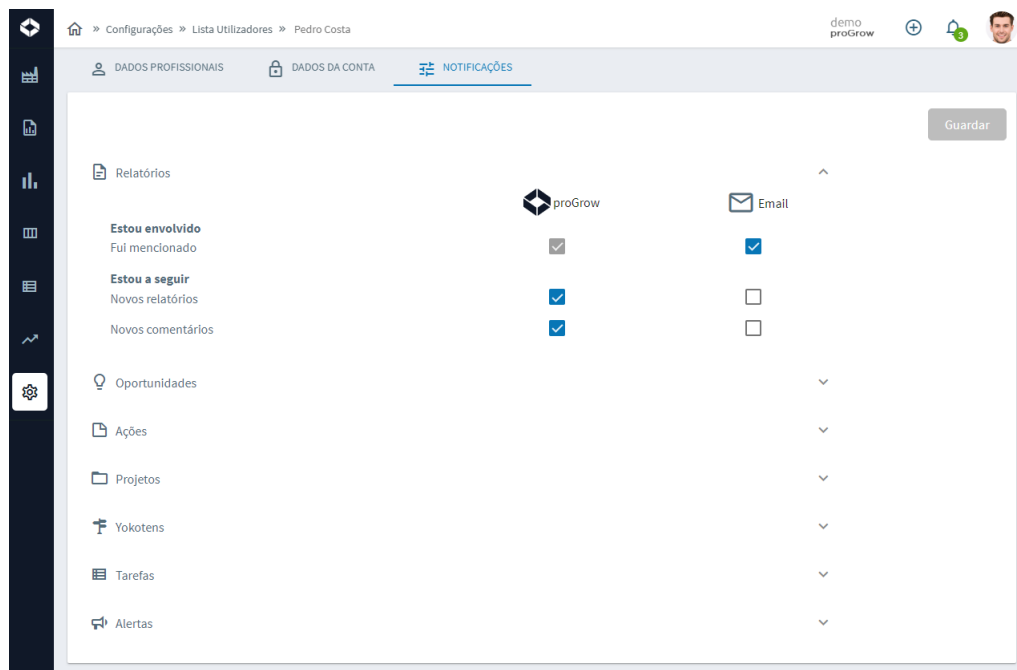 » Configurações » Lista Utilizadores » Pedro Costa
demo
proGrow
3
DADOS PROFISSIONAIS
DADOS DA CONTA
NOTIFICAÇÕES
Guardar
Relatórios
proGrow
Email
Estou envolvido
Fui mencionado
Estou a seguir
Novos relatórios
Novos comentários
Oportunidades
Ações
Projetos
Yokotens
Tarefas
Alertas